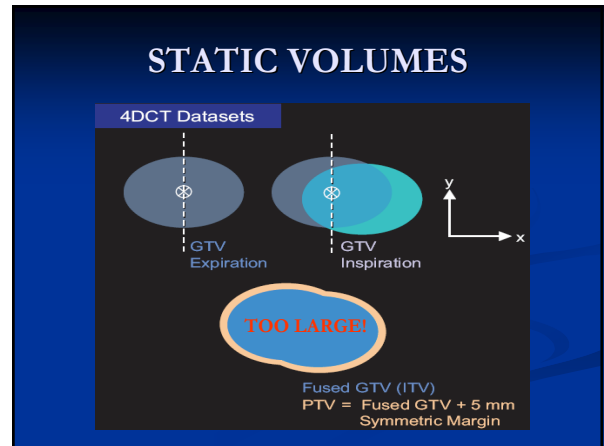 STATIC VOLUMES
4DCT Datasets
GTV
Expiration
GTV
Inspiration
y
x
TOO LARGE!
Fused GTV (ITV)
PTV = Fused GTV + 5 mm
Symmetric Margin